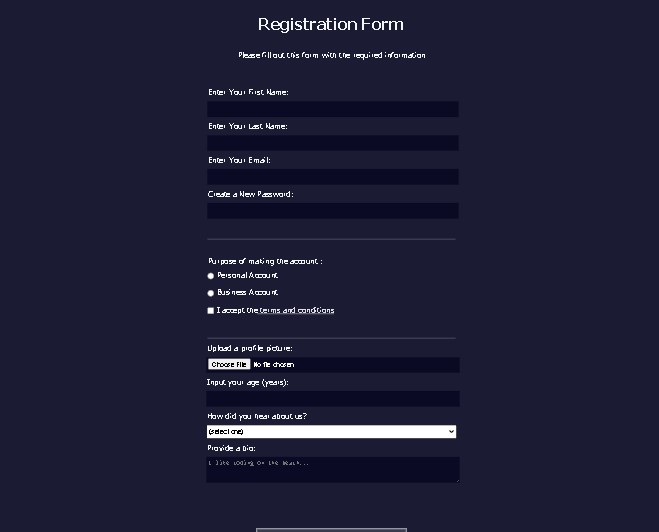 Registration Form
Please fill out this form with the required information
Enter Your First Name:
Enter Your Last Name:
Enter Your Email:
Create a New Password:
Purpose of making the account :
Personal Account
Business Account
I accept the terms and conditions
Upload a profile picture:
Choose File No file chosen
Input your age (years):
How did you hear about us?
(select one)
Provide a bio:
I like coding on the beach...